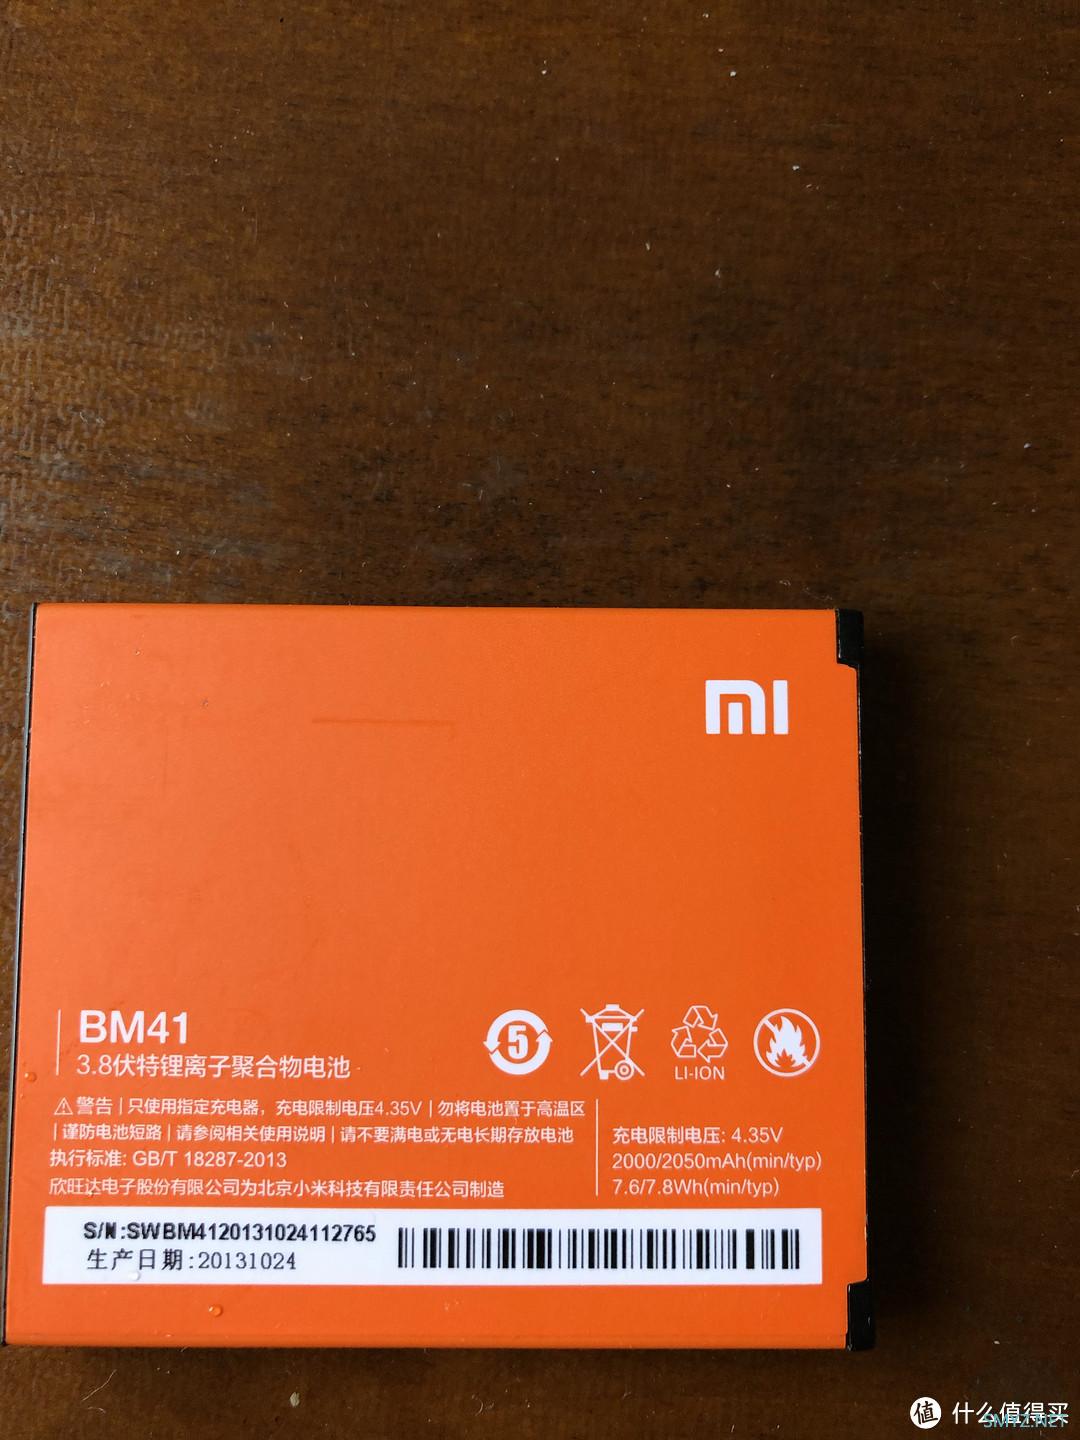 mi
BM41
3.8伏特锂离子聚合物电池
5
LI-ION
警告 | 只使用指定充电器，充电限制电压4.35V | 勿将电池置于高温区
| 谨防电池短路 | 请参阅相关使用说明 | 请不要满电或无电长期存放电池
执行标准: GB/T 18287-2013
欣旺达电子股份有限公司为北京小米科技有限责任公司制造
充电限制电压: 4.35V
2000/2050mAh(min/typ)
7.6/7.8Wh(min/typ)
S/N:SWBM4120131024112765
生产日期:20131024
值 什么值得买
SMYZ.NET